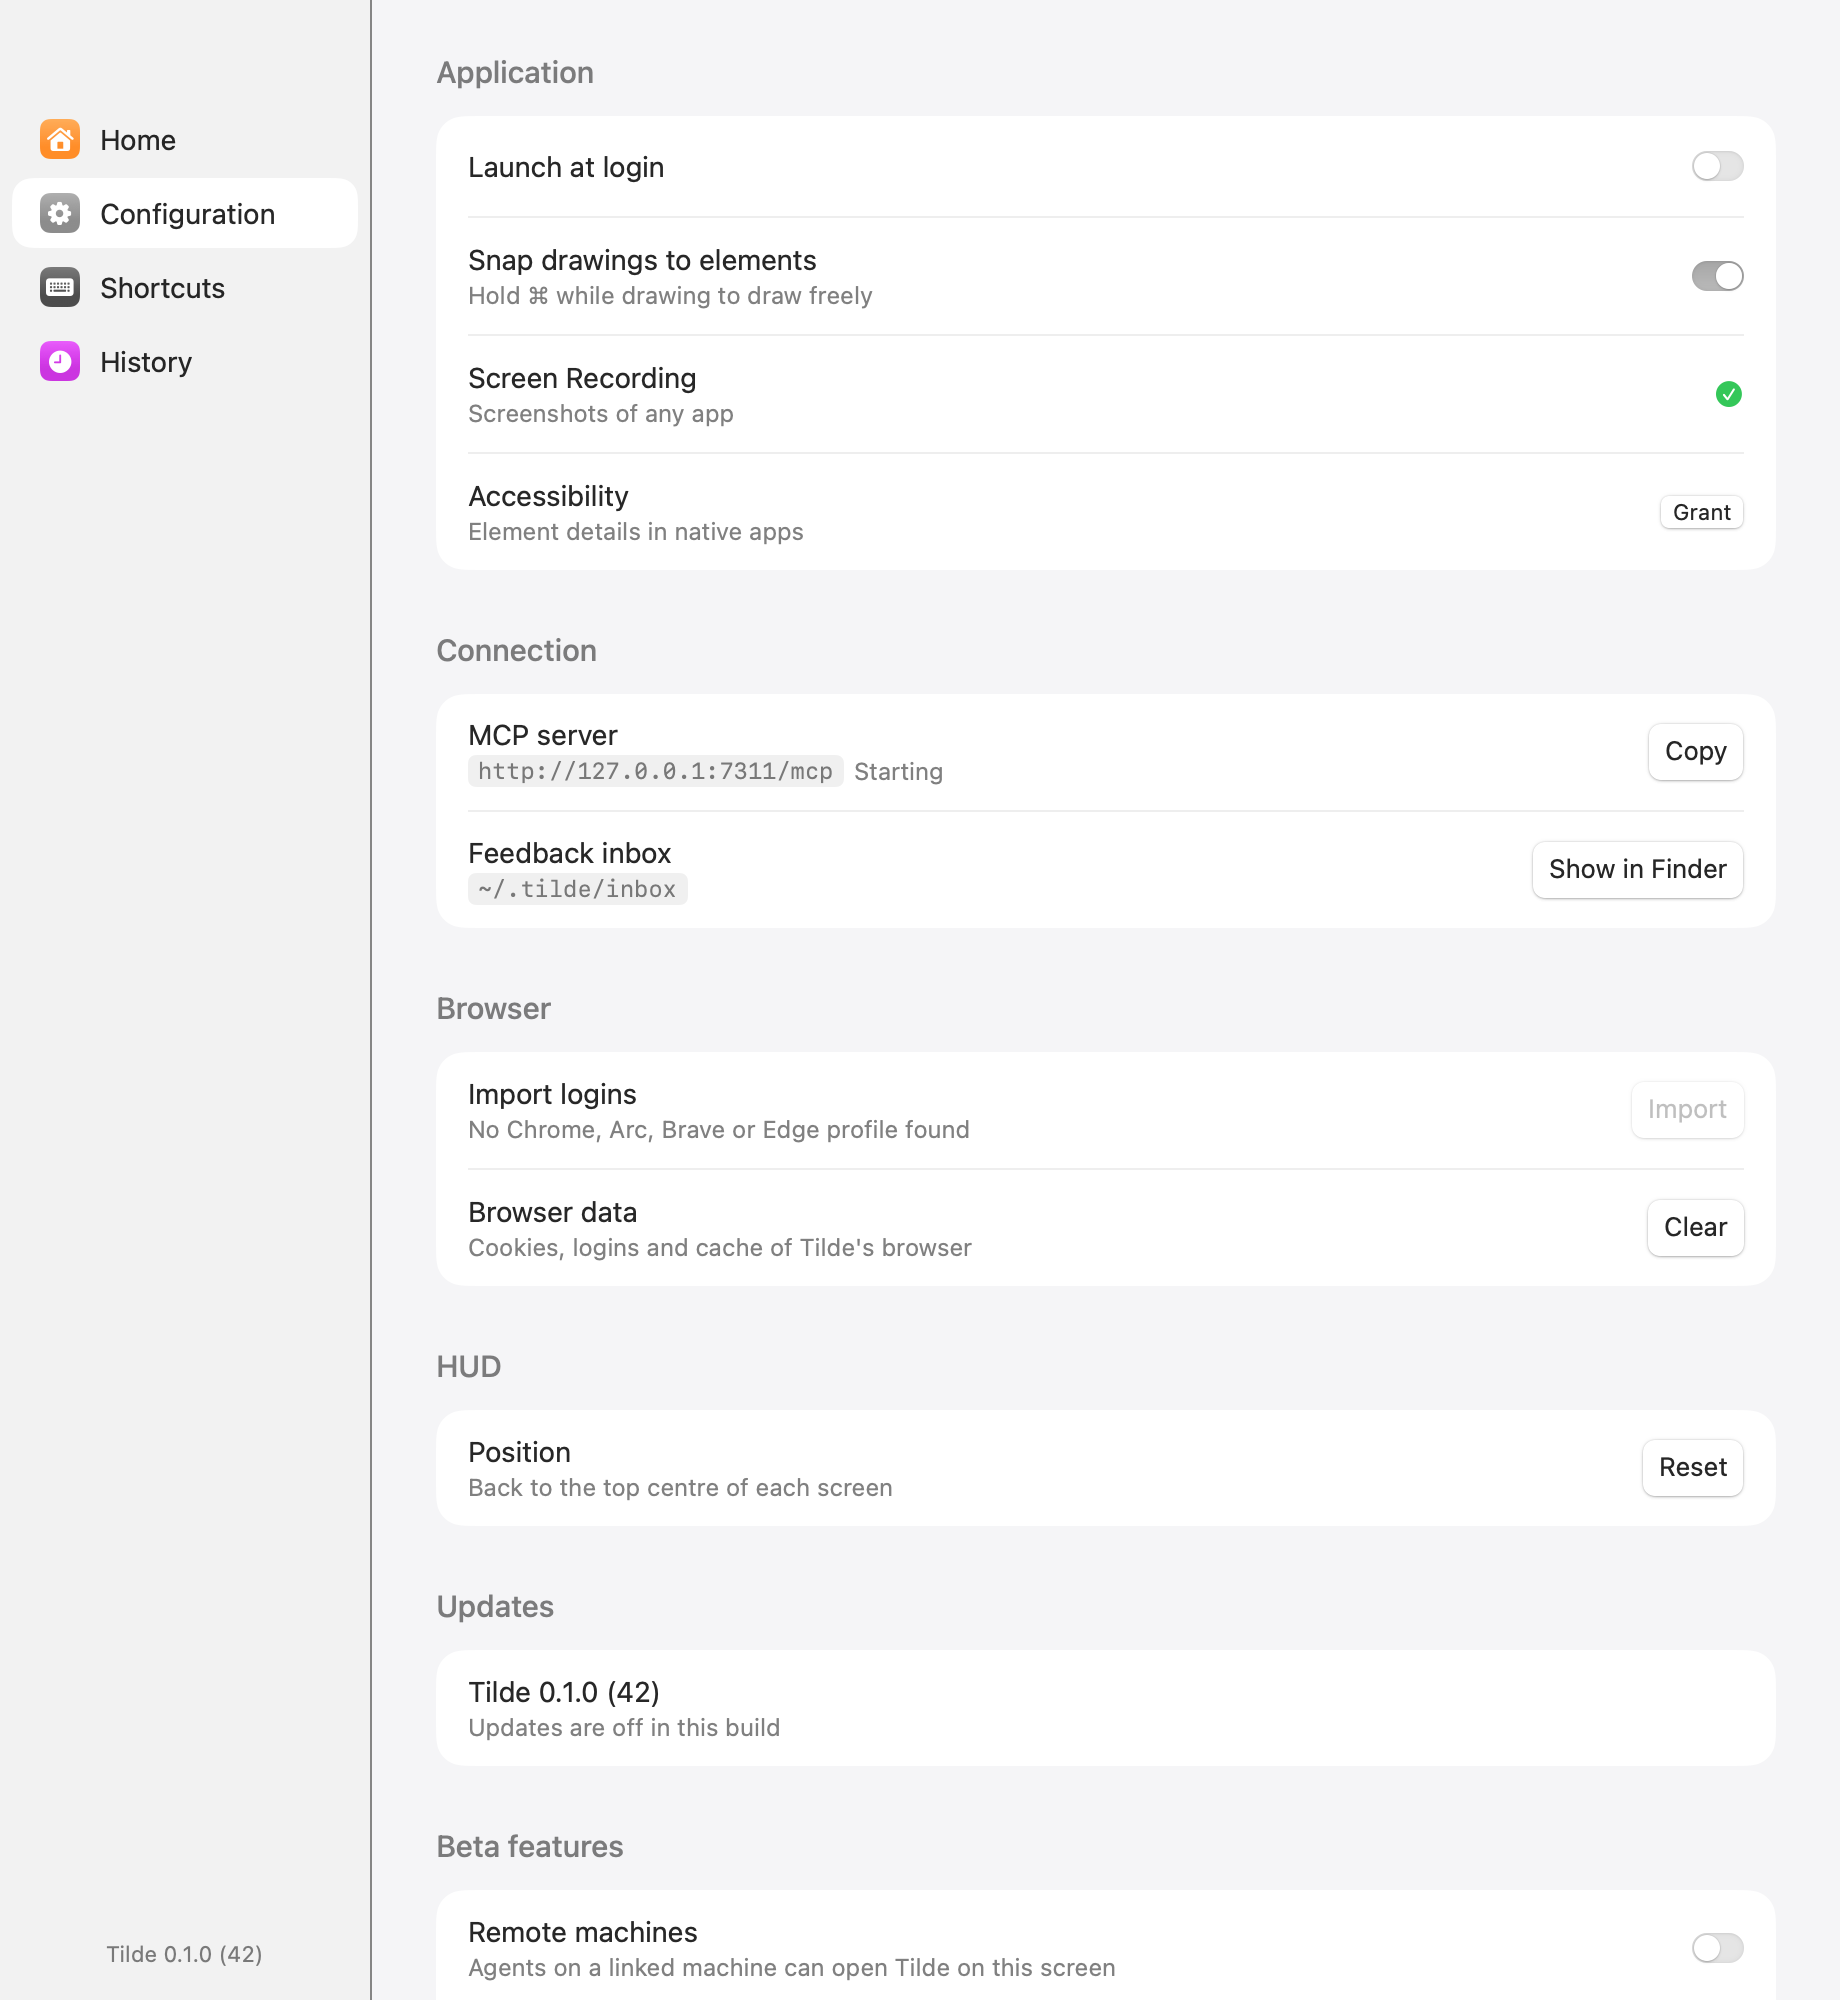 Home
Configuration
Shortcuts
History
Tilde 0.1.0 (42)
Application
Launch at login
Snap drawings to elements
Hold ⌘ while drawing to draw freely
Screen Recording
Screenshots of any app
Accessibility
Element details in native apps
Grant
Connection
MCP server
http://127.0.0.1:7311/mcp Starting
Copy
Feedback inbox
~/.tilde/inbox
Show in Finder
Browser
Import logins
No Chrome, Arc, Brave or Edge profile found
Import
Browser data
Cookies, logins and cache of Tilde's browser
Clear
HUD
Position
Back to the top centre of each screen
Reset
Updates
Tilde 0.1.0 (42)
Updates are off in this build
Beta features
Remote machines
Agents on a linked machine can open Tilde on this screen